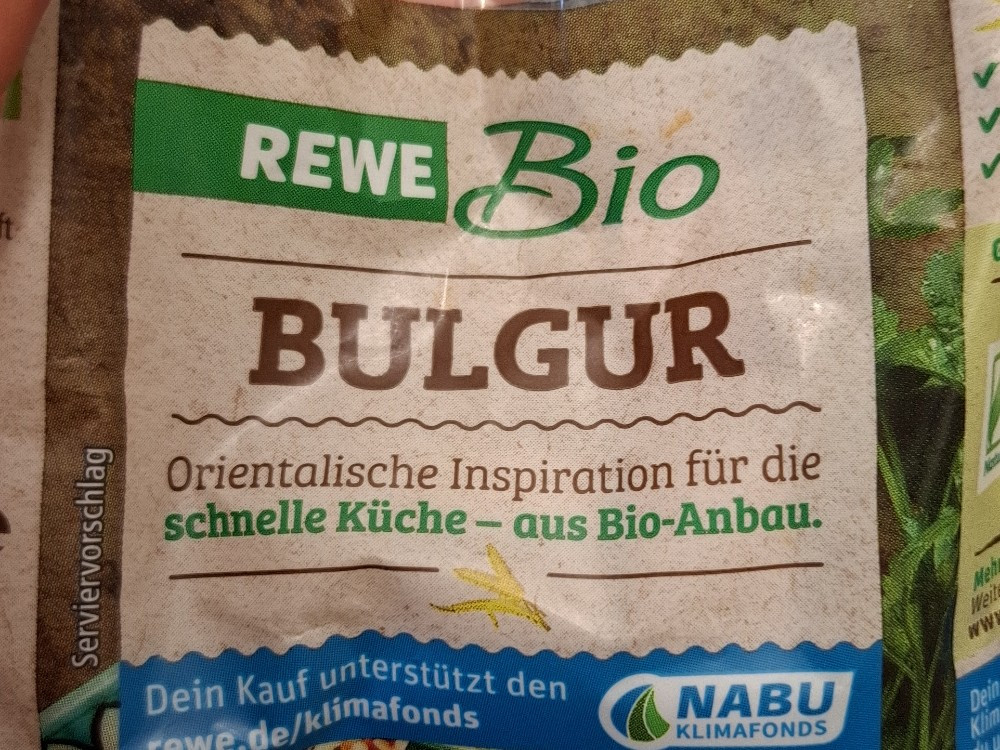 REWE Bio
BULGUR
Orientalische Inspiration für die
schnelle Küche – aus Bio-Anbau.
Serviervorschlag
Dein Kauf unterstützt den
rewe.de/klimafonds
NABU
KLIMAFONDS
Dein